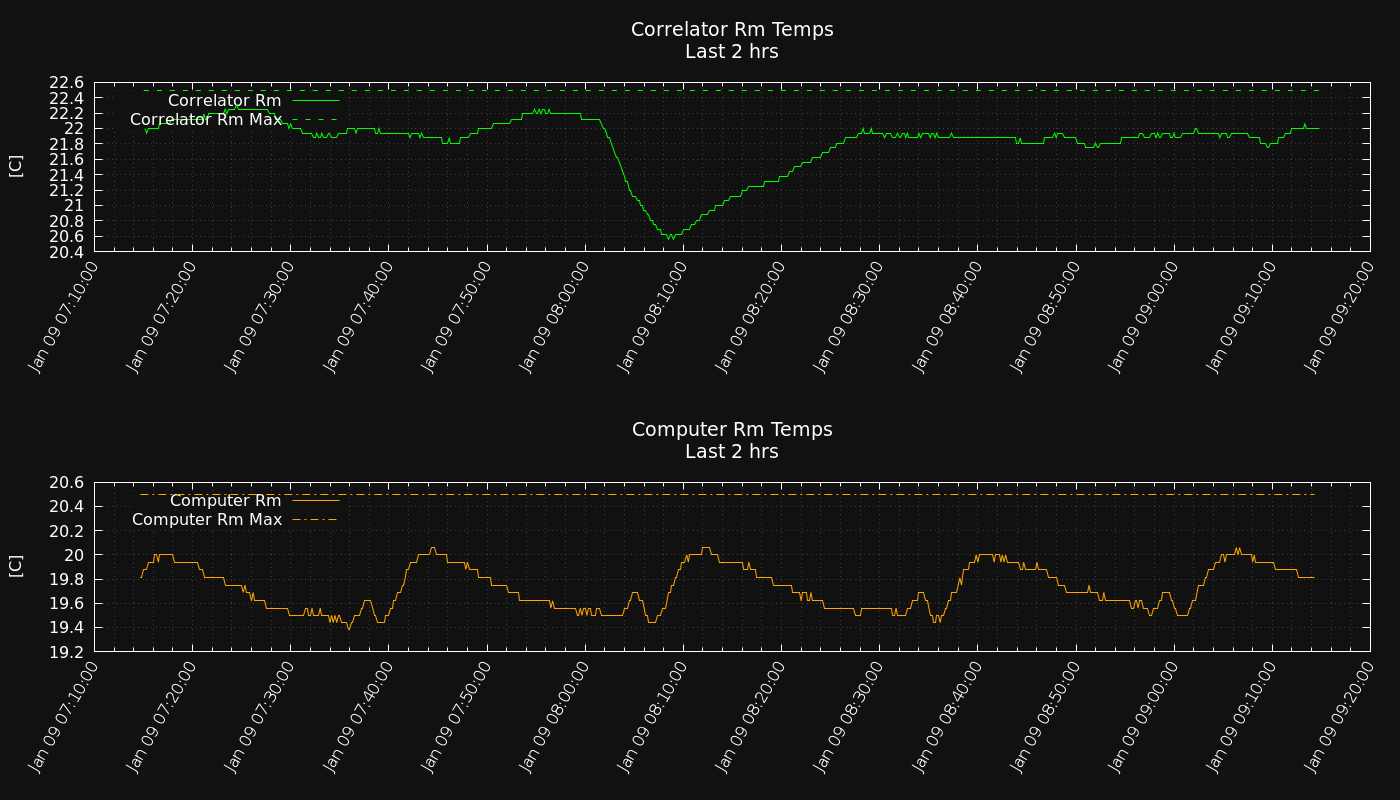 Correlator Rm Temps
Last 2 hrs
22.6
22.4
22.2
22
21.8
21.6
21.4
21.2
21
20.8
20.6
20.4
[C]
Correlator Rm
Correlator Rm Max
Jan 09 07:10:00
Jan 09 07:20:00
Jan 09 07:30:00
Jan 09 07:40:00
Jan 09 07:50:00
Jan 09 08:00:00
Jan 09 08:10:00
Jan 09 08:20:00
Jan 09 08:30:00
Jan 09 08:40:00
Jan 09 08:50:00
Jan 09 09:00:00
Jan 09 09:10:00
Jan 09 09:20:00
Computer Rm Temps
Last 2 hrs
20.6
20.4
20.2
20
19.8
19.6
19.4
19.2
[C]
Computer Rm
Computer Rm Max
Jan 09 07:10:00
Jan 09 07:20:00
Jan 09 07:30:00
Jan 09 07:40:00
Jan 09 07:50:00
Jan 09 08:00:00
Jan 09 08:10:00
Jan 09 08:20:00
Jan 09 08:30:00
Jan 09 08:40:00
Jan 09 08:50:00
Jan 09 09:00:00
Jan 09 09:10:00
Jan 09 09:20:00